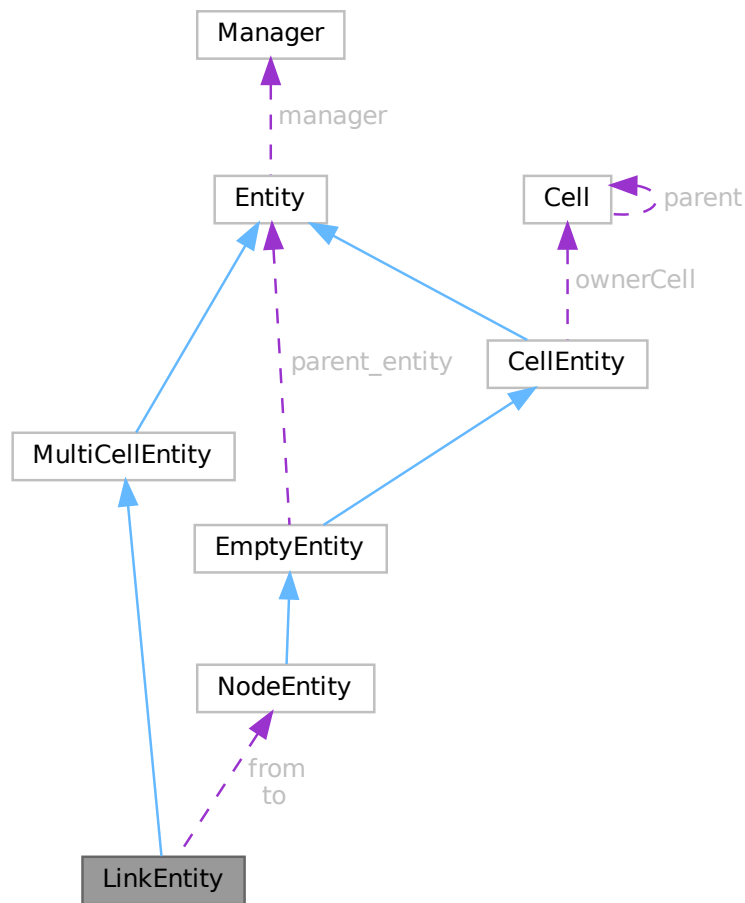 Manager
manager
Entity
Cell
parent
ownerCell
CellEntity
parent_entity
MultiCellEntity
EmptyEntity
NodeEntity
from
to
LinkEntity